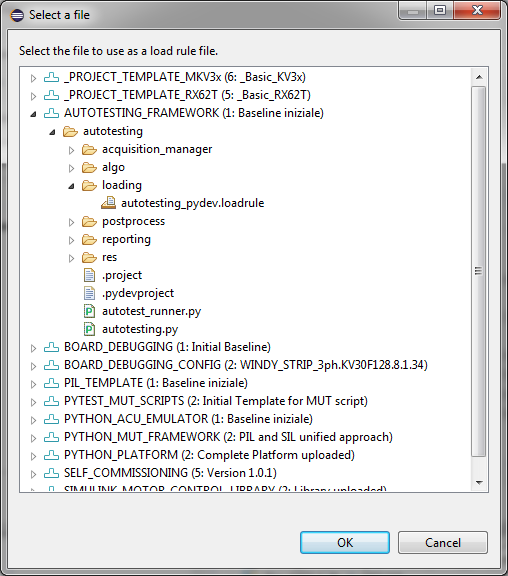 Select a file
Select the file to use as a load rule file.
_PROJECT_TEMPLATE_MKV3x (6: _Basic_KV3x)
_PROJECT_TEMPLATE_RX62T (5: _Basic_RX62T)
AUTOTESTING_FRAMEWORK (1: Baseline iniziale)
autotesting
acquisition_manager
algo
loading
autotesting_pydev.loadrule
postprocess
reporting
res
.project
.pydevproject
autotest_runner.py
autotesting.py
BOARD_DEBUGGING (1: Initial Baseline)
BOARD_DEBUGGING_CONFIG (2: WINDY_STRIP_3ph.KV30F128.8.1.34)
PIL_TEMPLATE (1: Baseline iniziale)
PYTEST_MUT_SCRIPTS (2: Initial Template for MUT script)
PYTHON_ACU_EMULATOR (1: Baseline iniziale)
PYTHON_MUT_FRAMEWORK (2: PIL and SIL unified approach)
PYTHON_PLATFORM (2: Complete Platform uploaded)
SELF_COMMISSIONING (5: Version 1.0.1)
SIMULINK_MOTOR_CONTROL_LIBRARY (2: Library uploaded)
OK
Cancel